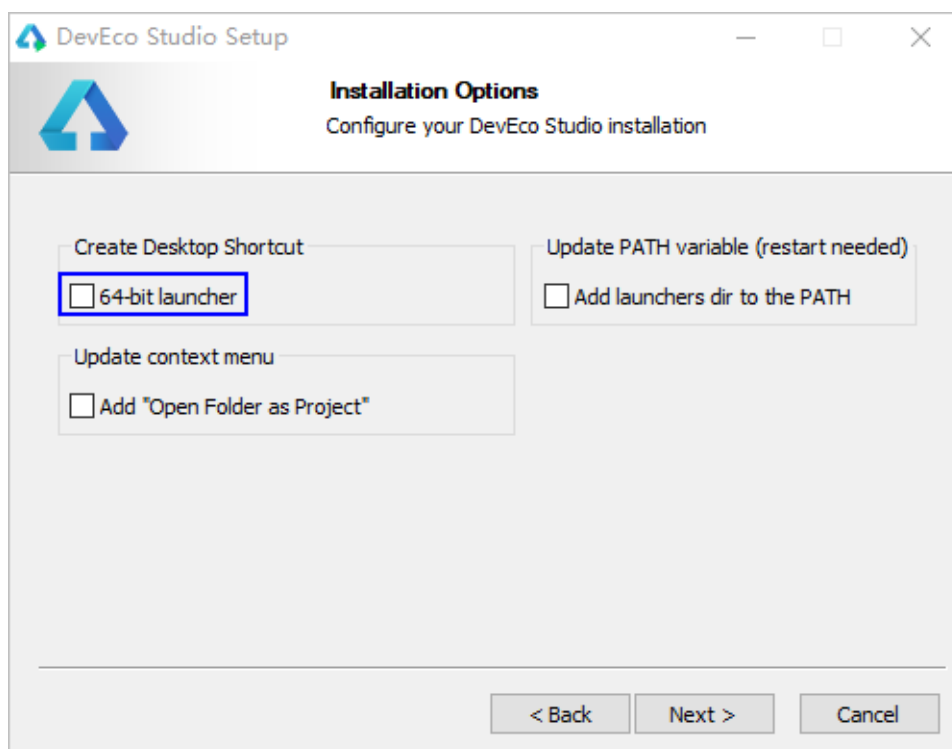 DevEco Studio Setup
Installation Options
Configure your DevEco Studio installation
Create Desktop Shortcut
64-bit launcher
Update PATH variable (restart needed)
Add launchers dir to the PATH
Update context menu
Add "Open Folder as Project"
< Back
Next >
Cancel